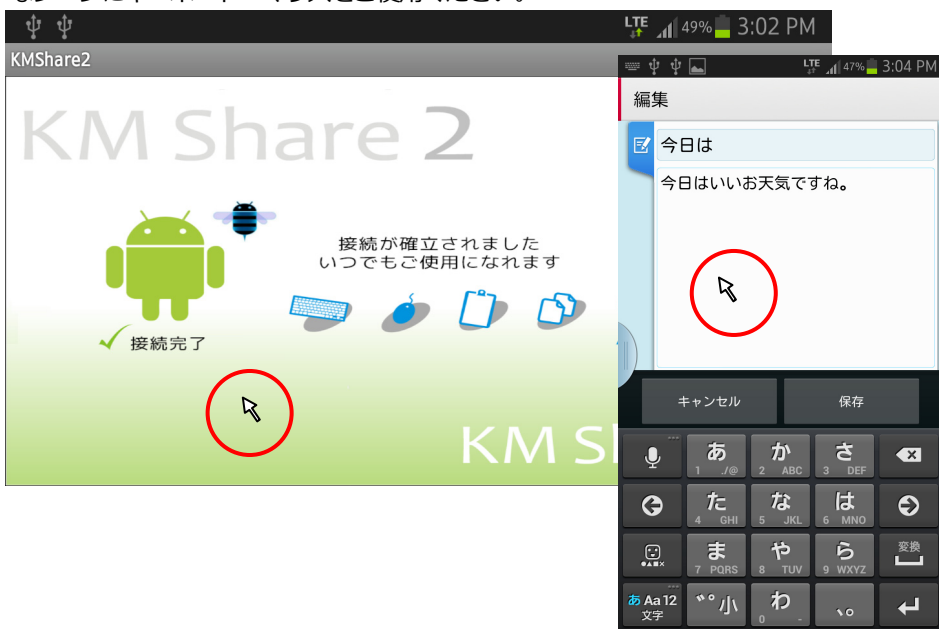 LTE 49% 3:02 PM
KMShare2
KM Share 2
接続が確立されました
いつでもご使用になれます
接続完了
KM S
LTE 47% 3:04 PM
編集
今日は
今日はいいお天気ですね。
キャンセル 保存
あ 1 ./@ か 2 ABC さ 3 DEF
た 4 GHI な 5 JKL は 6 MNO
ま 7 PQRS や 8 TUV ら 9 WXYZ 変換
あ Aa 12 文字 ゛゜小 わ 0 - 、。